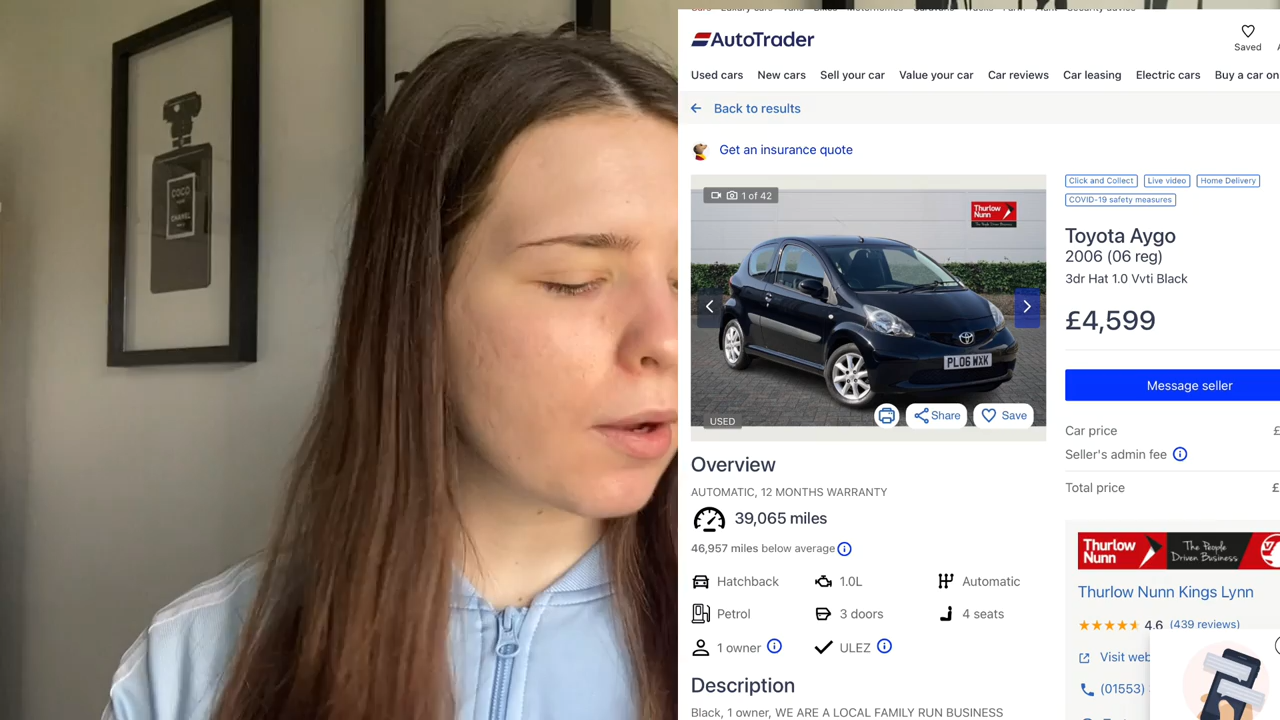 COCO
CHANEL
AutoTrader
Saved
Used cars New cars Sell your car Value your car Car reviews Car leasing Electric cars Buy a car on
Back to results
Get an insurance quote
1 of 42
Thurlow
Nunn
PL06 WXK
USED
Share Save
Click and Collect Live video Home Delivery
COVID-19 safety measures
Toyota Aygo
2006 (06 reg)
3dr Hat 1.0 Vvti Black
£4,599
Message seller
Car price £
Seller's admin fee
Total price £
Overview
AUTOMATIC, 12 MONTHS WARRANTY
39,065 miles
46,957 miles below average
Hatchback 1.0L Automatic
Petrol 3 doors 4 seats
1 owner ULEZ
Description
Black, 1 owner, WE ARE A LOCAL FAMILY RUN BUSINESS
Thurlow
Nunn
The People
Driven Business
Thurlow Nunn Kings Lynn
4.6 (439 reviews)
Visit web
(01553)